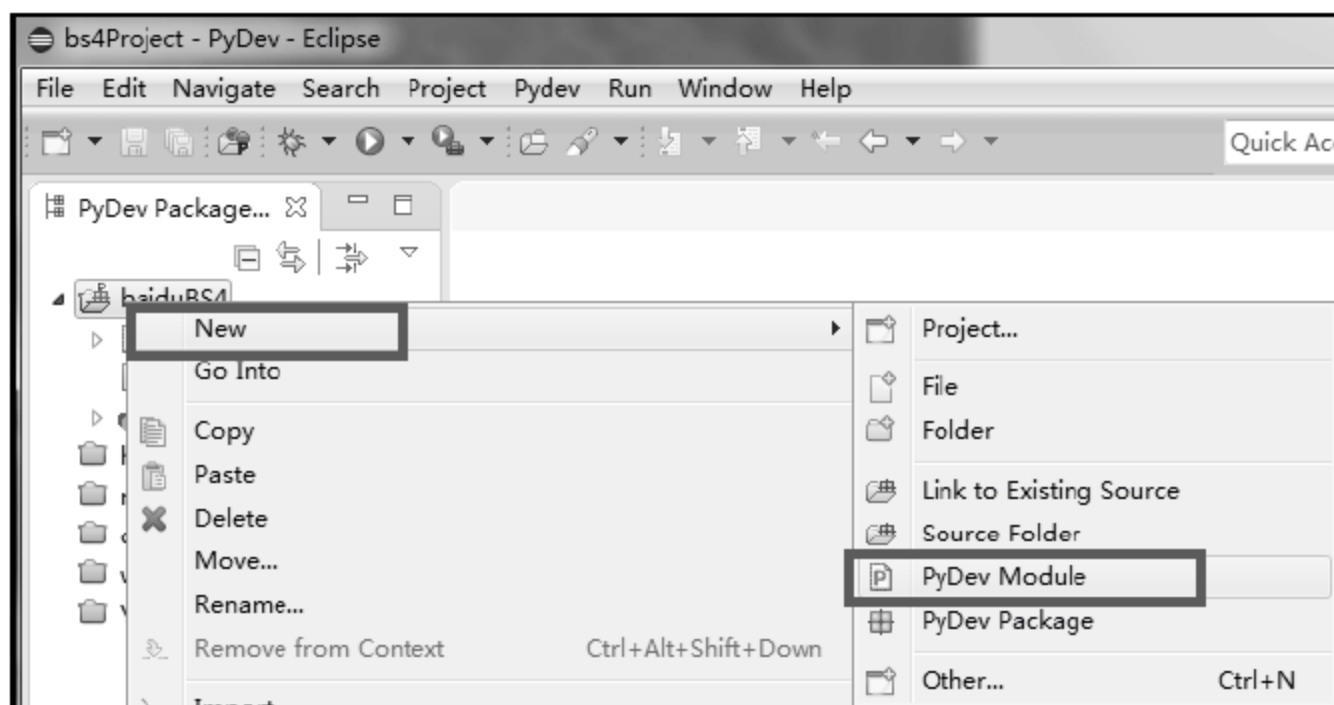 bs4Project - PyDev - Eclipse
File Edit Navigate Search Project Pydev Run Window Help
Quick Ac
PyDev Package...
baiduBS4
New
Go Into
Copy
Paste
Delete
Move...
Rename...
Remove from Context Ctrl+Alt+Shift+Down
Import
Project...
File
Folder
Link to Existing Source
Source Folder
PyDev Module
PyDev Package
Other... Ctrl+N